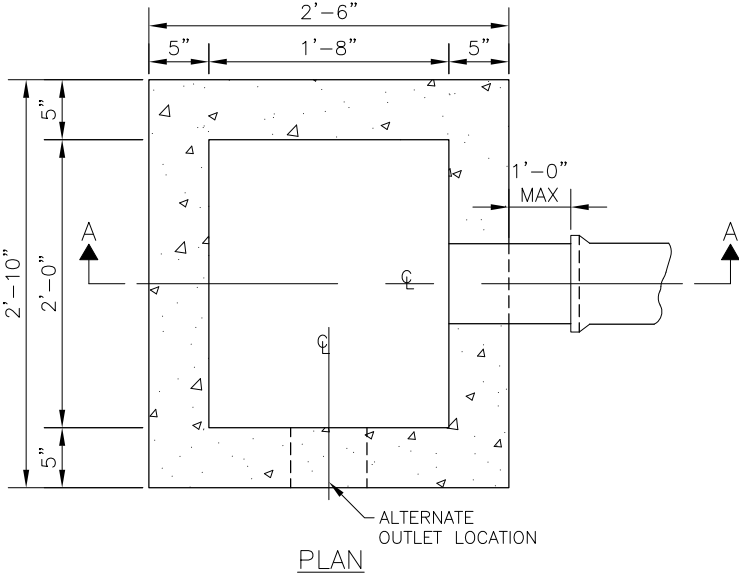 2'-6"
5"
1'-8"
5"
5"
1'-0"
MAX
A
A
2'-10"
2'-0"
℄
℄
5"
ALTERNATE
OUTLET LOCATION
PLAN